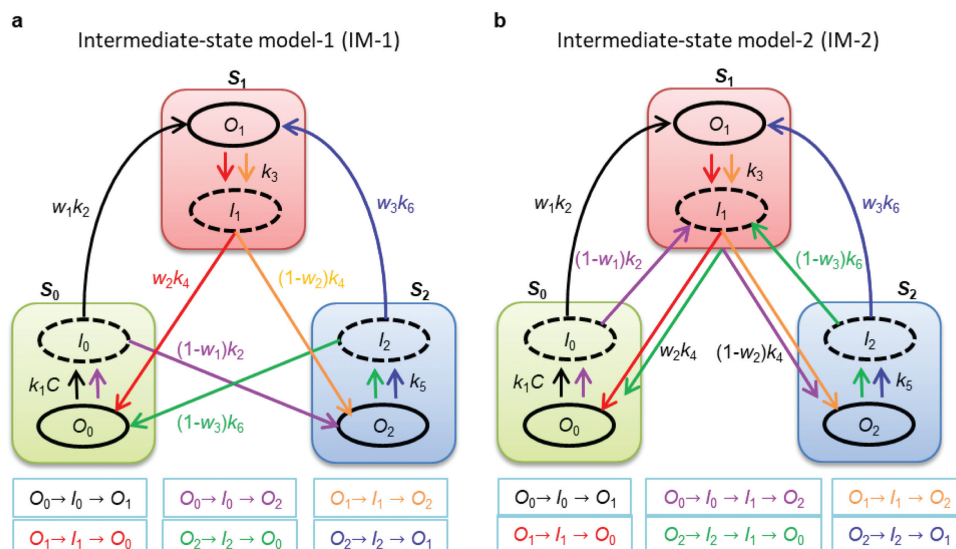 a
Intermediate-state model-1 (IM-1)
S1
O1
k3
I1
w1k2
w3k6
w2k4
(1-w2)k4
S0
S2
I0
I2
(1-w1)k2
k1C
k5
O0
O2
(1-w3)k6
O0→ I0 → O1
O0→ I0 → O2
O1→ I1 → O2
O1→ I1 → O0
O2→ I2 → O0
O2→ I2 → O1
b
Intermediate-state model-2 (IM-2)
S1
O1
k3
I1
w1k2
w3k6
(1-w1)k2
(1-w3)k6
S0
S2
I0
I2
w2k4
(1-w2)k4
k1C
k5
O0
O2
O0→ I0 → O1
O0→ I0 → I1 → O2
O1→ I1 → O2
O1→ I1 → O0
O2→ I2 → I1 → O0
O2→ I2 → O1